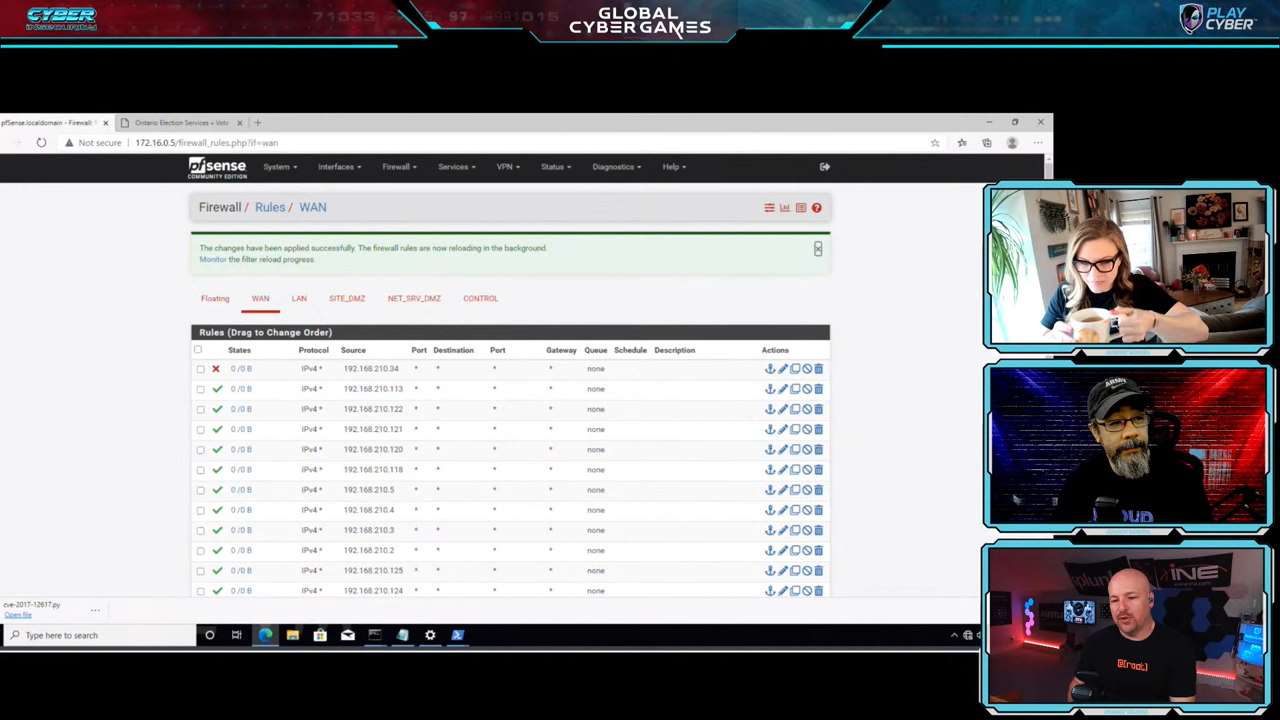 CYBER
INSECURITY
GLOBAL
CYBERGAMES
PLAY
CYBER
pfSense.localdomain - Firewall:
Ontario Election Services » Vote
Not secure
172.16.0.5/firewall_rules.php?if=wan
pfsense
COMMUNITY EDITION
System
Interfaces
Firewall
Services
VPN
Status
Diagnostics
Help
Firewall / Rules / WAN
The changes have been applied successfully. The firewall rules are now reloading in the background.
Monitor the filter reload progress.
Floating WAN LAN SITE_DMZ NET_SRV_DMZ CONTROL
Rules (Drag to Change Order)
States Protocol Source Port Destination Port Gateway Queue Schedule Description Actions
0 /0 B IPv4 * 192.168.210.34 * * * * none
0 /0 B IPv4 * 192.168.210.113 * * * * none
0 /0 B IPv4 * 192.168.210.122 * * * * none
0 /0 B IPv4 * 192.168.210.121 * * * * none
0 /0 B IPv4 * 192.168.210.120 * * * * none
0 /0 B IPv4 * 192.168.210.118 * * * * none
0 /0 B IPv4 * 192.168.210.5 * * * * none
0 /0 B IPv4 * 192.168.210.4 * * * * none
0 /0 B IPv4 * 192.168.210.3 * * * * none
0 /0 B IPv4 * 192.168.210.2 * * * * none
0 /0 B IPv4 * 192.168.210.125 * * * * none
0 /0 B IPv4 * 192.168.210.124 * * * * none
cve-2017-12617.py
Open file
Type here to search
ARMY
INE
@(root)